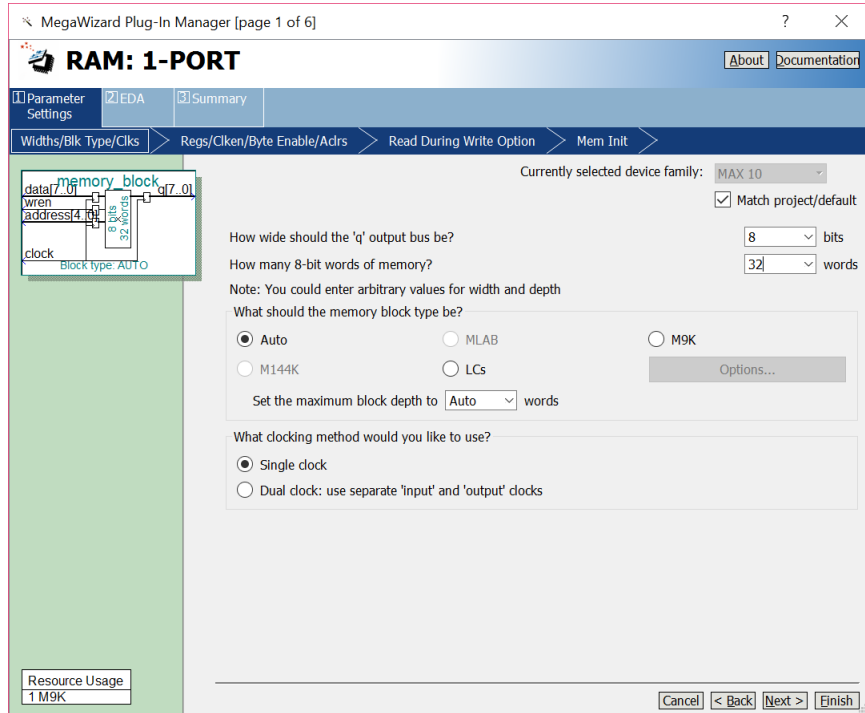 MegaWizard Plug-In Manager [page 1 of 6]
? 
RAM: 1-PORT
About Documentation
1 Parameter Settings
2 EDA
3 Summary
Widths/Blk Type/Clks
Regs/Clken/Byte Enable/Aclrs
Read During Write Option
Mem Init
memory_block
data[7..0]
q[7..0]
wren
address[4..0]
8 bits
32 words
clock
Block type: AUTO
Currently selected device family: MAX 10
Match project/default
How wide should the 'q' output bus be? 8 bits
How many 8-bit words of memory? 32 words
Note: You could enter arbitrary values for width and depth
What should the memory block type be?
Auto MLAB M9K
M144K LCs Options...
Set the maximum block depth to Auto words
What clocking method would you like to use?
Single clock
Dual clock: use separate 'input' and 'output' clocks
Resource Usage
1 M9K
Cancel < Back Next > Finish